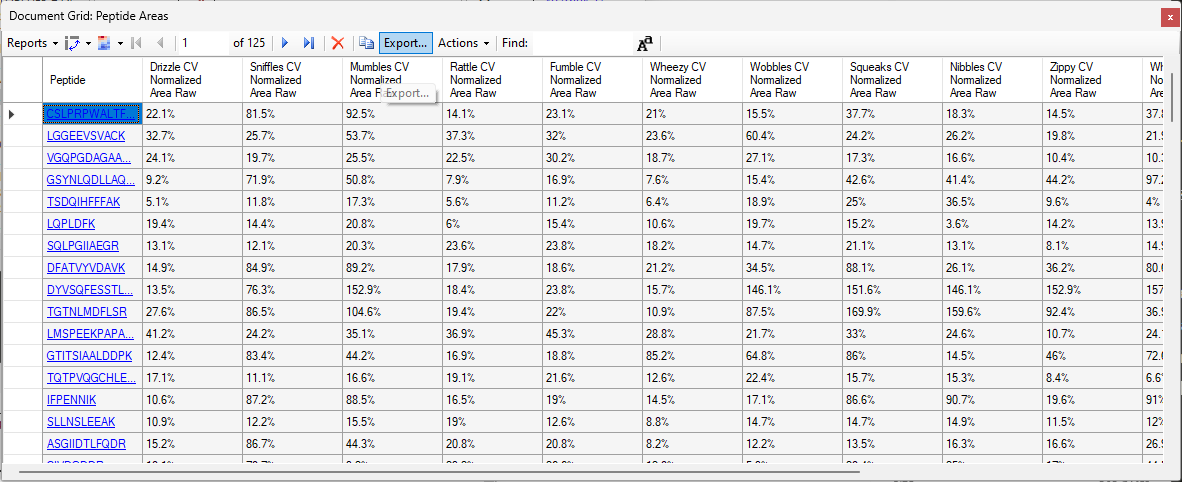 Document Grid: Peptide Areas
Reports 1 of 125 Export... Actions Find:
Peptide Drizzle CV Normalized Area Raw Sniffles CV Normalized Area Raw Mumbles CV Normalized Area Rattle CV Normalized Area Raw Fumble CV Normalized Area Raw Wheezy CV Normalized Area Raw Wobbles CV Normalized Area Raw Squeaks CV Normalized Area Raw Nibbles CV Normalized Area Raw Zippy CV Normalized Area Raw
Export...
CSLPRPWALTF... 22.1% 81.5% 92.5% 14.1% 23.1% 21% 15.5% 37.7% 18.3% 14.5% 37.8
LGGEEVSVACK 32.7% 25.7% 53.7% 37.3% 32% 23.6% 60.4% 24.2% 26.2% 19.8% 21.9
VGQPGDAGAA... 24.1% 19.7% 25.5% 22.5% 30.2% 18.7% 27.1% 17.3% 16.6% 10.4% 10.3
GSYNLQDLLAQ... 9.2% 71.9% 50.8% 7.9% 16.9% 7.6% 15.4% 42.6% 41.4% 44.2% 97.2
TSDQIHFFFAK 5.1% 11.8% 17.3% 5.6% 11.2% 6.4% 18.9% 25% 36.5% 9.6% 4%
LQPLDFK 19.4% 14.4% 20.8% 6% 15.4% 10.6% 19.7% 15.2% 3.6% 14.2% 13.9
SQLPGIIAEGR 13.1% 12.1% 20.3% 23.6% 23.8% 18.2% 14.7% 21.1% 13.1% 8.1% 14.9
DFATVYVDAVK 14.9% 84.9% 89.2% 17.9% 18.6% 21.2% 34.5% 88.1% 26.1% 36.2% 80.6
DYVSQFESSTL... 13.5% 76.3% 152.9% 18.4% 23.8% 15.7% 146.1% 151.6% 146.1% 152.9% 157
TGTNLMDFLSR 27.6% 86.5% 104.6% 19.4% 22% 10.9% 87.5% 169.9% 159.6% 92.4% 36.9
LMSPEEKPAPA... 41.2% 24.2% 35.1% 36.9% 45.3% 28.8% 21.7% 33% 24.6% 10.7% 24.
GTITSIAALDDPK 12.4% 83.4% 44.2% 16.9% 18.8% 85.2% 64.8% 86% 14.5% 46% 72.6
TQTPVQGCHLE... 17.1% 11.1% 16.6% 19.1% 21.6% 12.6% 22.4% 15.7% 15.3% 8.4% 6.6%
IFPENNIK 10.6% 87.2% 88.5% 16.5% 19% 14.5% 17.1% 86.6% 90.7% 19.6% 91%
SLLNSLEEAK 10.9% 12.2% 15.5% 19% 12.6% 8.8% 14.7% 14.7% 14.9% 11.5% 12%
ASGIIDTLFQDR 15.2% 86.7% 44.3% 20.8% 20.8% 8.2% 12.2% 13.5% 16.3% 16.6% 26.9